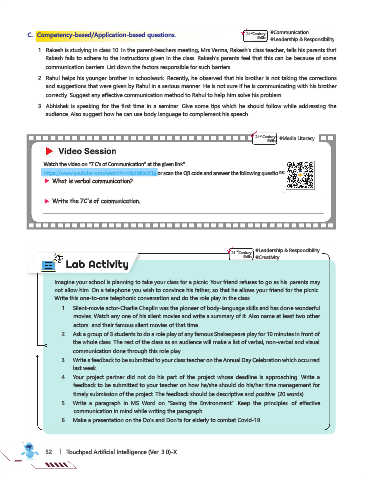 C. Competency-based/Application-based questions.
21st Century Skills #Communication
#Leadership & Responsibility
1 Rakesh is studying in class 10. In the parent-teachers meeting, Mrs Verma, Rakesh's class teacher, tells his parents that
Rakesh fails to adhere to the instructions given in the class. Rakesh's parents feel that this can be because of some
communication barriers. List down the factors responsible for such barriers.
2 Rahul helps his younger brother in schoolwork. Recently, he observed that his brother is not taking the corrections
and suggestions that were given by Rahul in a serious manner. He is not sure if he is communicating with his brother
correctly. Suggest any effective communication method to Rahul to help him solve his problem.
3 Abhishek is speaking for the first time in a seminar. Give some tips which he should follow while addressing the
audience. Also suggest how he can use body language to complement his speech.
21st Century Skills #Media Literacy
Video Session
Watch the video on "7 C's of Communication" at the given link"
or scan the QR code and answer the following questions:
What is verbal communication?
Write the 7C's of communication.
21st Century Skills #Leadership & Responsibility
#Creativity
Lab Activity
Imagine your school is planning to take your class for a picnic. Your friend refuses to go as his parents may
not allow him. On a telephone you wish to convince his father, so that he allows your friend for the picnic.
Write this one-to-one telephonic conversation and do the role play in the class.
1 Silent-movie actor-Charlie Chaplin was the pioneer of body-language skills and has done wonderful
movies. Watch any one of his silent movies and write a summary of it. Also name at least two other
actors and their famous silent movies of that time.
2 Ask a group of 5 students to do a role play of any famous Shakespeare play for 10 minutes in front of
the whole class. The rest of the class as an audience will make a list of verbal, non-verbal and visual
communication done through this role play.
3 Write a feedback to be submitted to your class teacher on the Annual Day Celebration which occurred
last week.
4 Your project partner did not do his part of the project whose deadline is approaching. Write a
feedback to be submitted to your teacher on how he/she should do his/her time management for
timely submission of the project. The feedback should be descriptive and positive. (20 words)
5 Write a paragraph in MS Word on "Saving the Environment". Keep the principles of effective
communication in mind while writing the paragraph.
6 Make a presentation on the Do's and Don'ts for elderly to combat Covid-19.
52 | Touchpad Artificial Intelligence (Ver. 3.0)-X